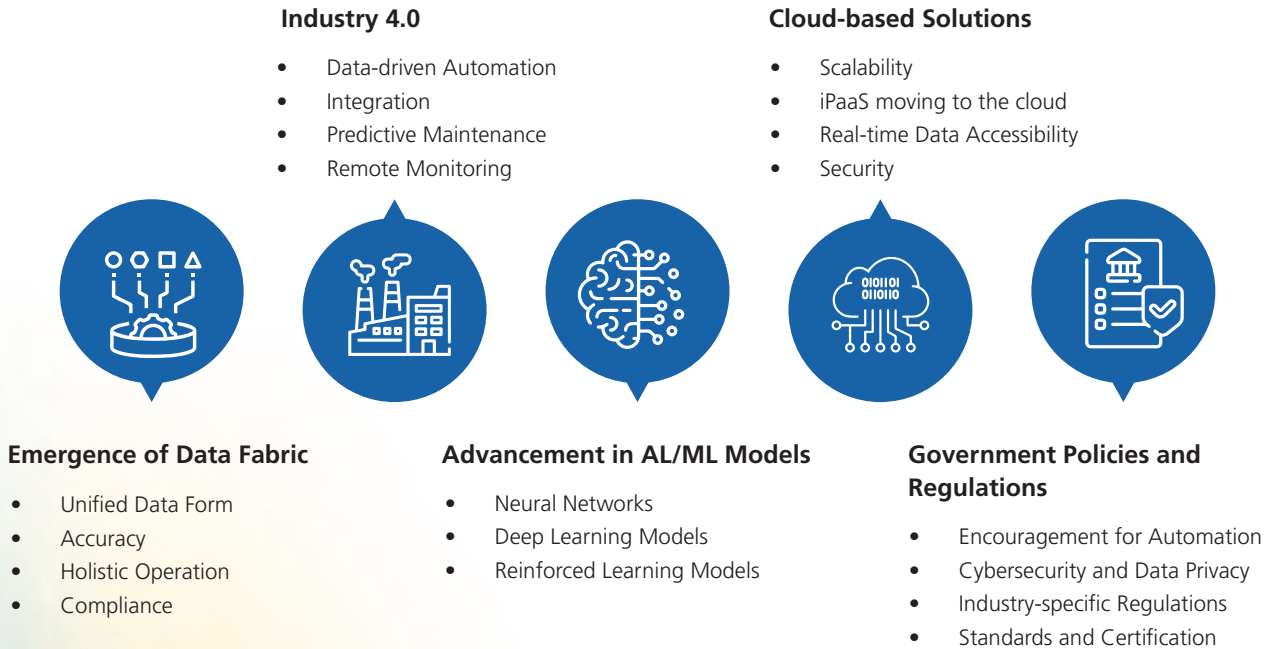 Industry 4.0
• Data-driven Automation
• Integration
• Predictive Maintenance
• Remote Monitoring
Cloud-based Solutions
• Scalability
• iPaaS moving to the cloud
• Real-time Data Accessibility
• Security
0101101
0110110
Emergence of Data Fabric
• Unified Data Form
• Accuracy
• Holistic Operation
• Compliance
Advancement in AL/ML Models
• Neural Networks
• Deep Learning Models
• Reinforced Learning Models
Government Policies and
Regulations
• Encouragement for Automation
• Cybersecurity and Data Privacy
• Industry-specific Regulations
• Standards and Certification